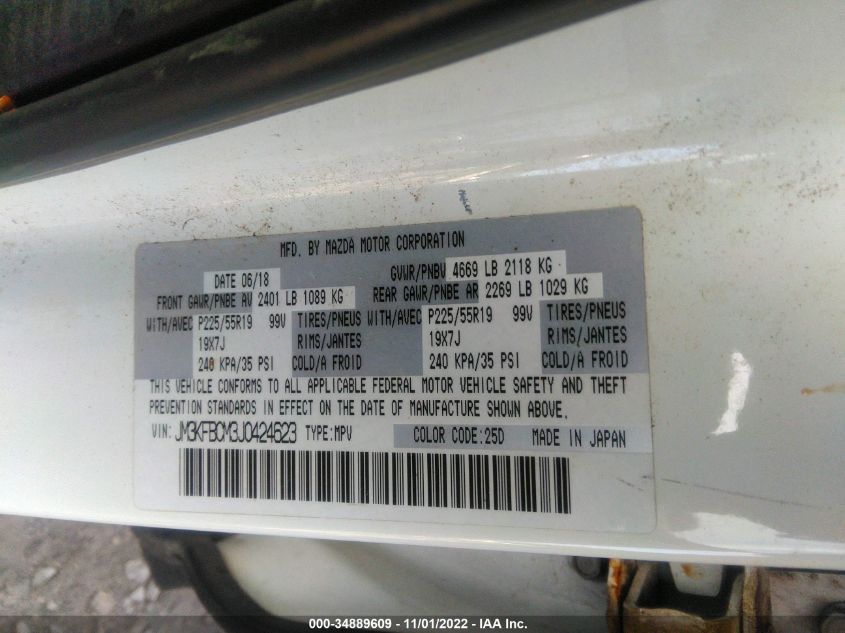 MFD. BY MAZDA MOTOR CORPORATION
DATE 06/18 GVWR/PNBV 4669 LB 2118 KG
FRONT GAWR/PNBE AV 2401 LB 1089 KG REAR GAWR/PNBE AR 2269 LB 1029 KG
WITH/AVEC P225/55R19 99V TIRES/PNEUS WITH/AVEC P225/55R19 99V TIRES/PNEUS
19X7J RIMS/JANTES 19X7J RIMS/JANTES
240 KPA/35 PSI COLD/A FROID 240 KPA/35 PSI COLD/A FROID
THIS VEHICLE CONFORMS TO ALL APPLICABLE FEDERAL MOTOR VEHICLE SAFETY AND THEFT
PREVENTION STANDARDS IN EFFECT ON THE DATE OF MANUFACTURE SHOWN ABOVE.
VIN: JM3KFBCM3J0424623 TYPE:MPV COLOR CODE:25D MADE IN JAPAN
000-34889609 - 11/01/2022 - IAA Inc.